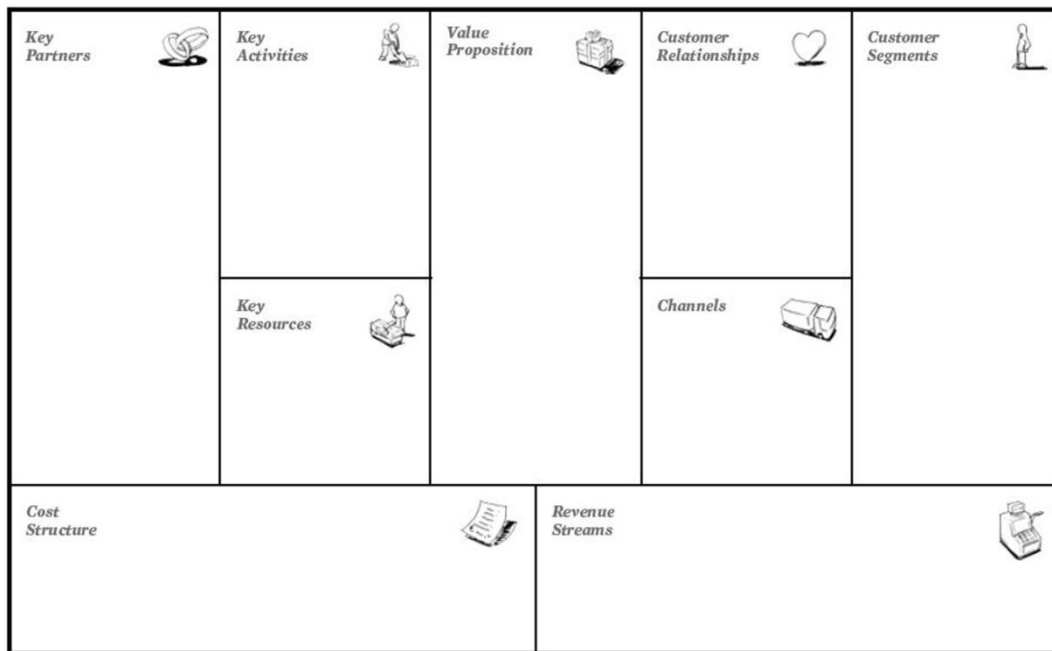 Key
Partners
Key
Activities
Value
Proposition
Customer
Relationships
Customer
Segments
Key
Resources
Channels
Cost
Structure
Revenue
Streams